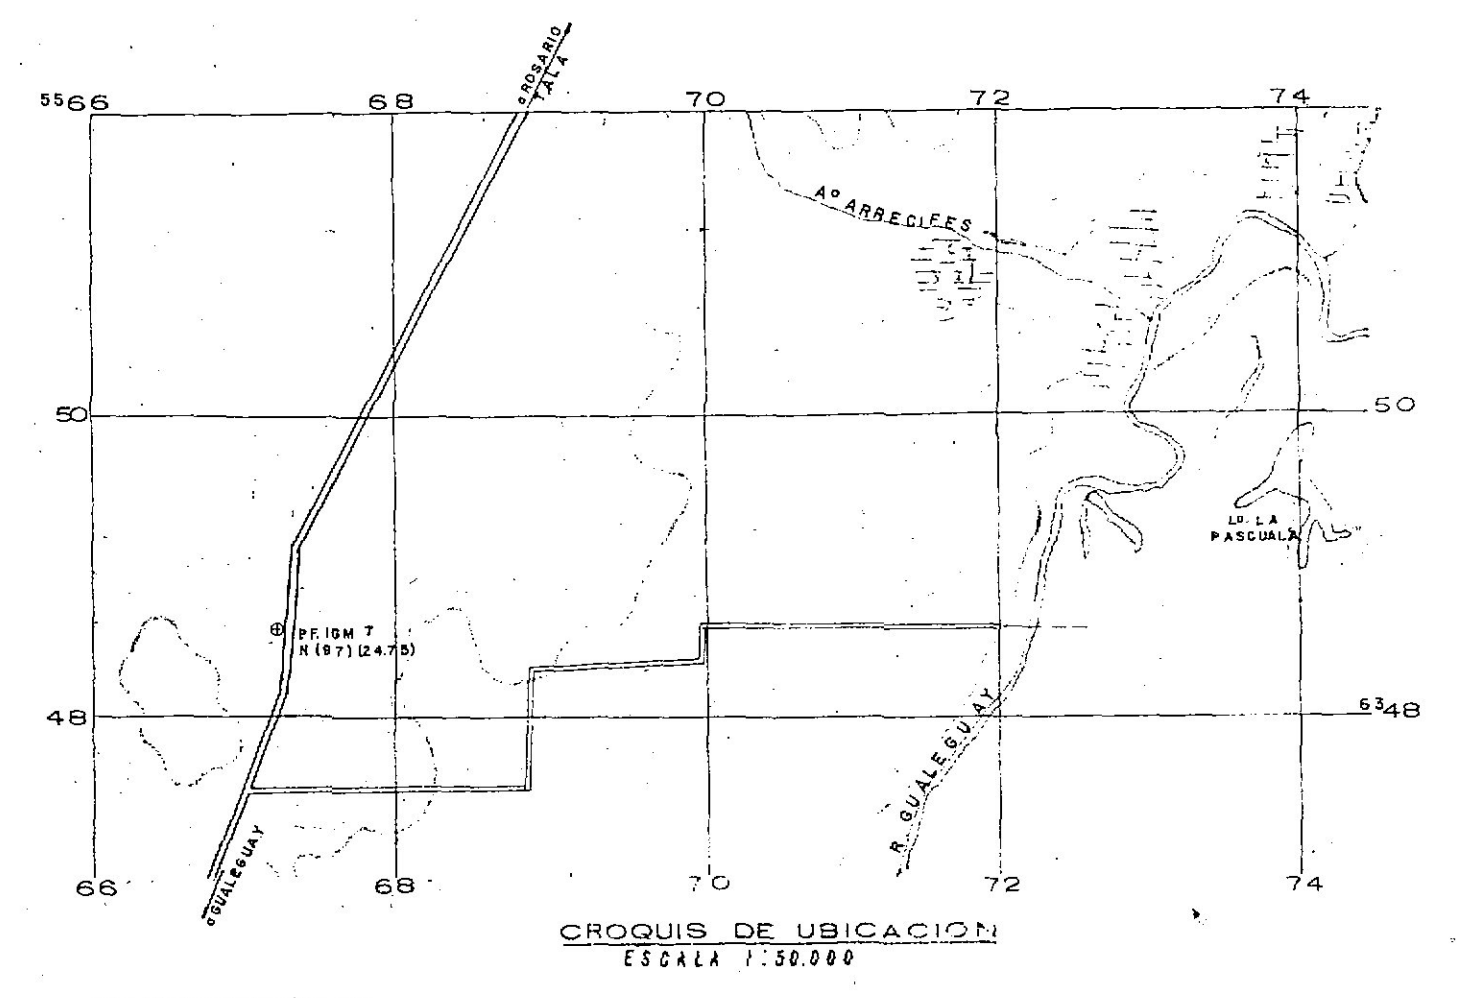 a ROSARIO
TALA
5566 68 70 72 74
Aº ARRECIFES
50 50
Lº. LA
PASCUALA
PF. IGM 7
N (97) (24.75)
48 6348
R. GUALEGUAY
a GUALEGUAY
66 68 70 72 74
CROQUIS DE UBICACION
ESCALA 1:50.000